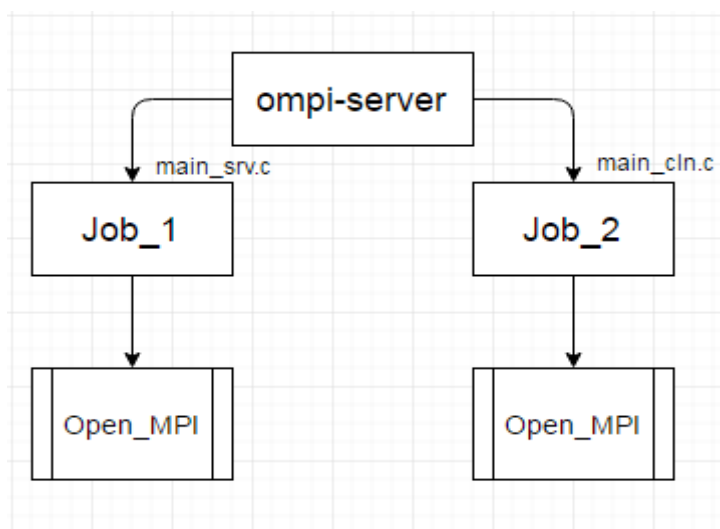 ompi-server
main_srv.c
main_cln.c
Job_1
Job_2
Open_MPI
Open_MPI